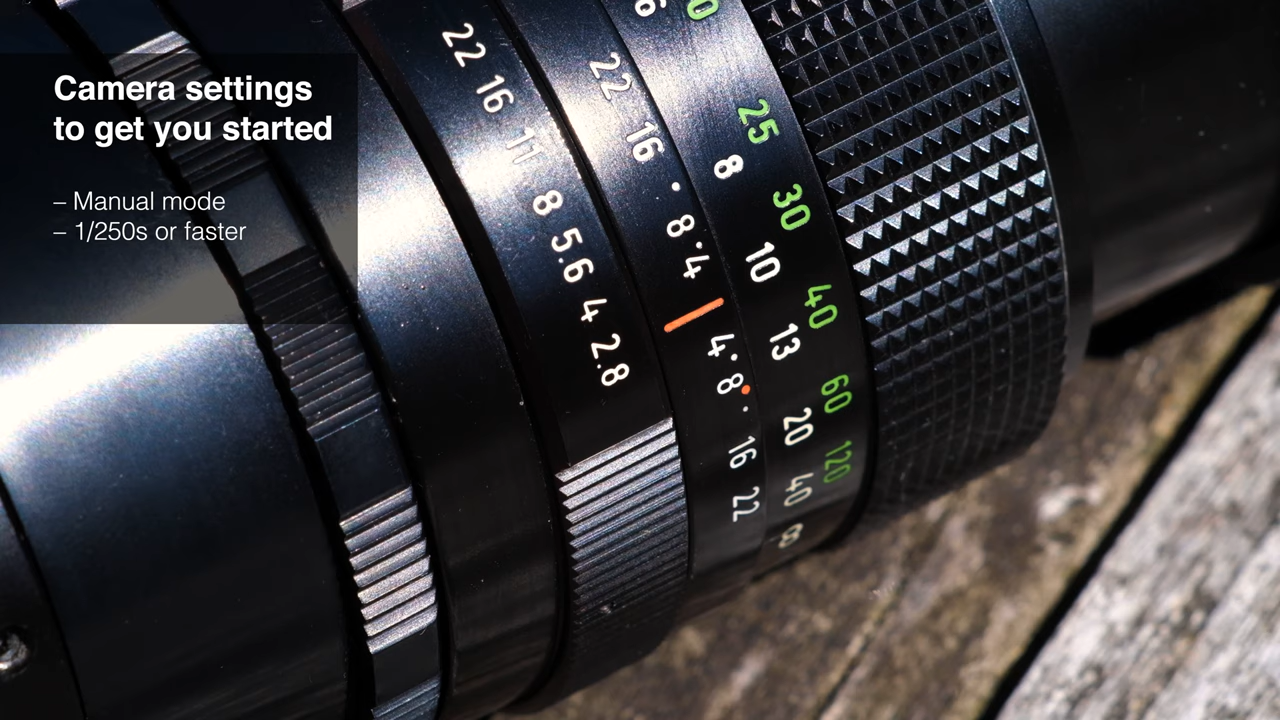 Camera settings
to get you started
– Manual mode
– 1/250s or faster
22 16 11 8 5.6 4 2.8
22 16 · 8 · 4 4 · 8 · 16 22
8 10 13 20 40 ∞
25 30 40 60 120